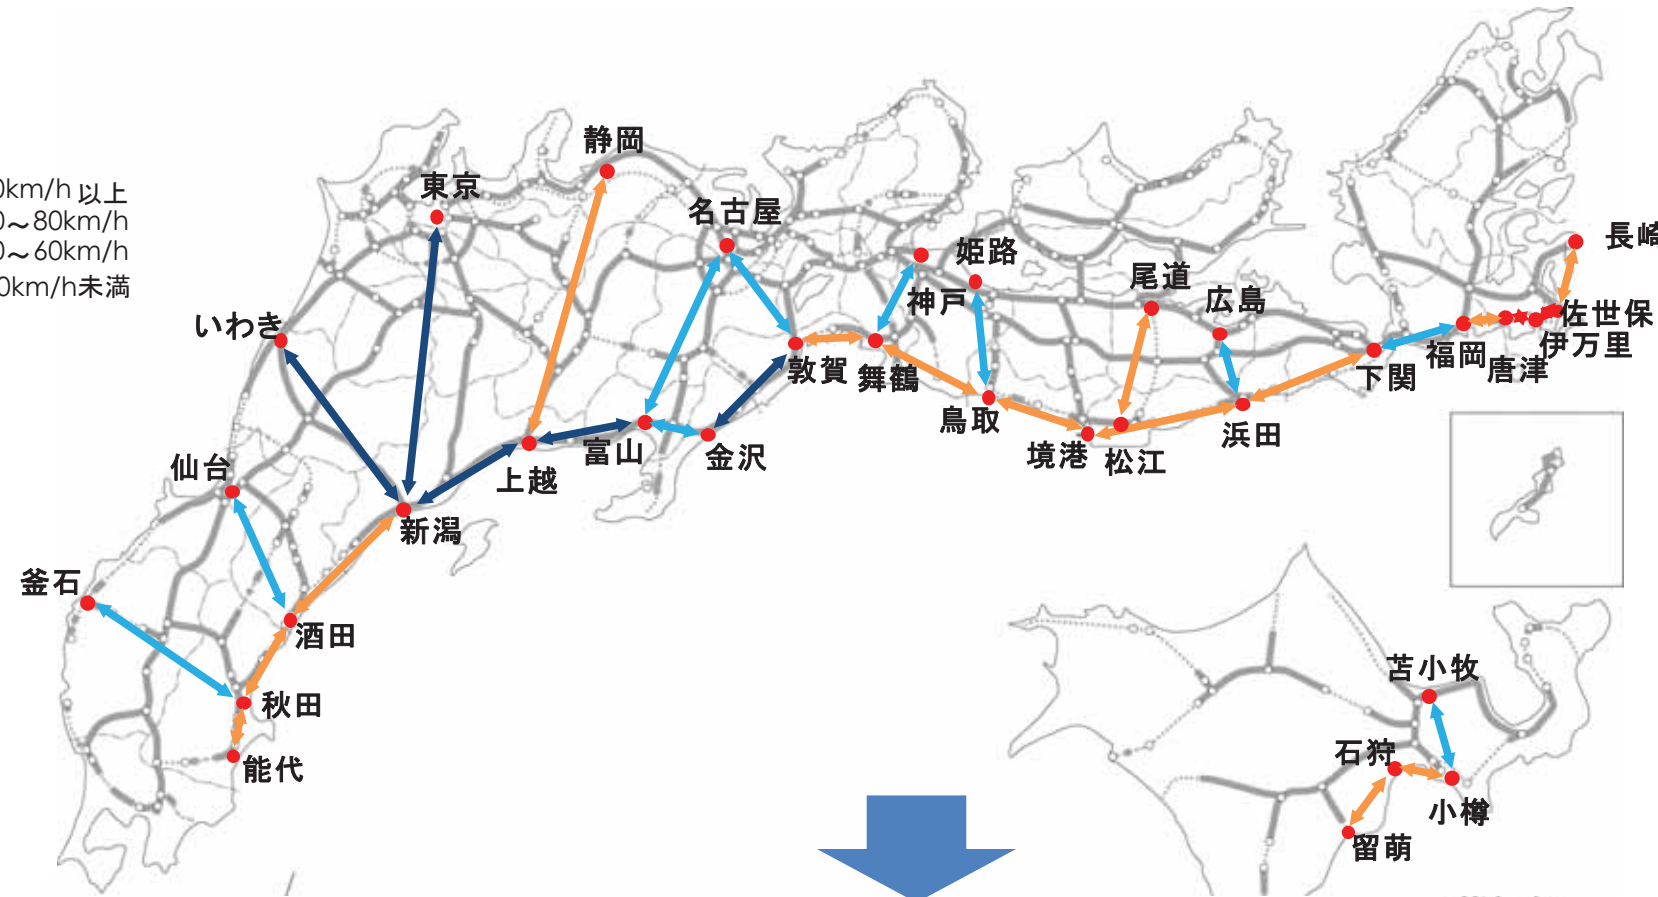 0km/h 以上
0～80km/h
0～60km/h
0km/h未満
静岡
東京
名古屋
姫路
神戸
尾道
広島
長崎
佐世保
伊万里
いわき
敦賀
舞鶴
下関
福岡
唐津
鳥取
浜田
富山
金沢
境港
松江
上越
仙台
新潟
釜石
酒田
苫小牧
秋田
石狩
能代
小樽
留萌